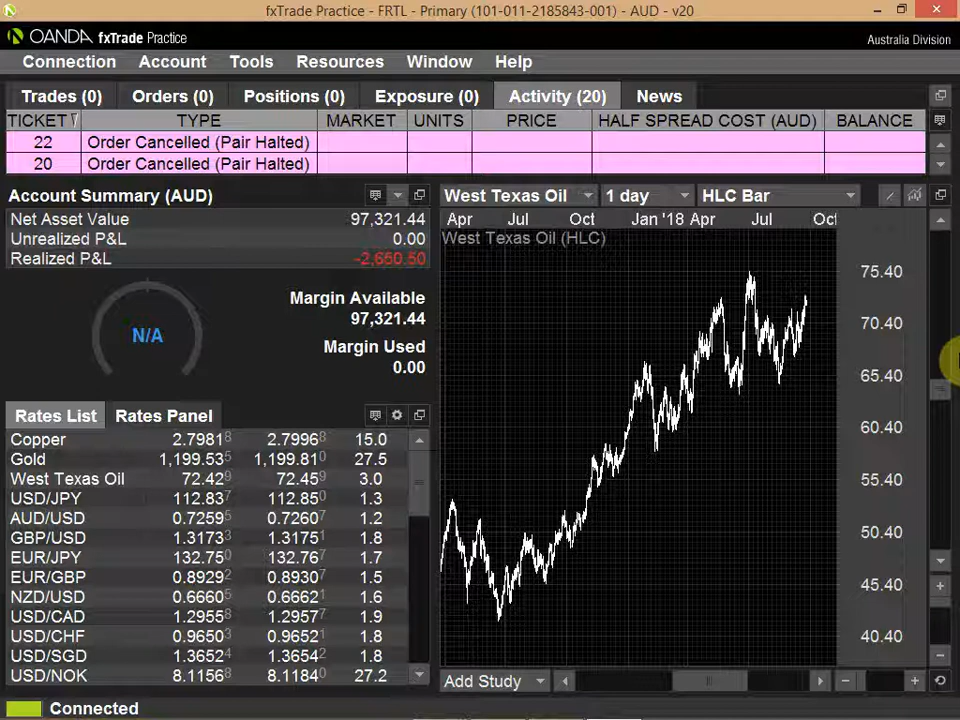 fxTrade Practice - FRTL - Primary (101-011-2185843-001) - AUD - v20
OANDA fxTrade Practice
Australia Division
Connection Account Tools Resources Window Help
Trades (0) Orders (0) Positions (0) Exposure (0) Activity (20) News
TICKET TYPE MARKET UNITS PRICE HALF SPREAD COST (AUD) BALANCE
22 Order Cancelled (Pair Halted)
20 Order Cancelled (Pair Halted)
Account Summary (AUD)
Net Asset Value 97,321.44
Unrealized P&L 0.00
Realized P&L -2,650.50
N/A
Margin Available
97,321.44
Margin Used
0.00
Rates List Rates Panel
Copper 2.79818 2.79968 15.0
Gold 1,199.535 1,199.810 27.5
West Texas Oil 72.429 72.459 3.0
USD/JPY 112.837 112.850 1.3
AUD/USD 0.72595 0.72607 1.2
GBP/USD 1.31733 1.31751 1.8
EUR/JPY 132.750 132.767 1.7
EUR/GBP 0.89292 0.89307 1.5
NZD/USD 0.66605 0.66621 1.6
USD/CAD 1.29558 1.29577 1.9
USD/CHF 0.96503 0.96521 1.8
USD/SGD 1.36524 1.36542 1.8
USD/NOK 8.11568 8.11840 27.2
West Texas Oil 1 day HLC Bar
Apr Jul Oct Jan '18 Apr Jul Oct
West Texas Oil (HLC)
75.40
70.40
65.40
60.40
55.40
50.40
45.40
40.40
Add Study
Connected